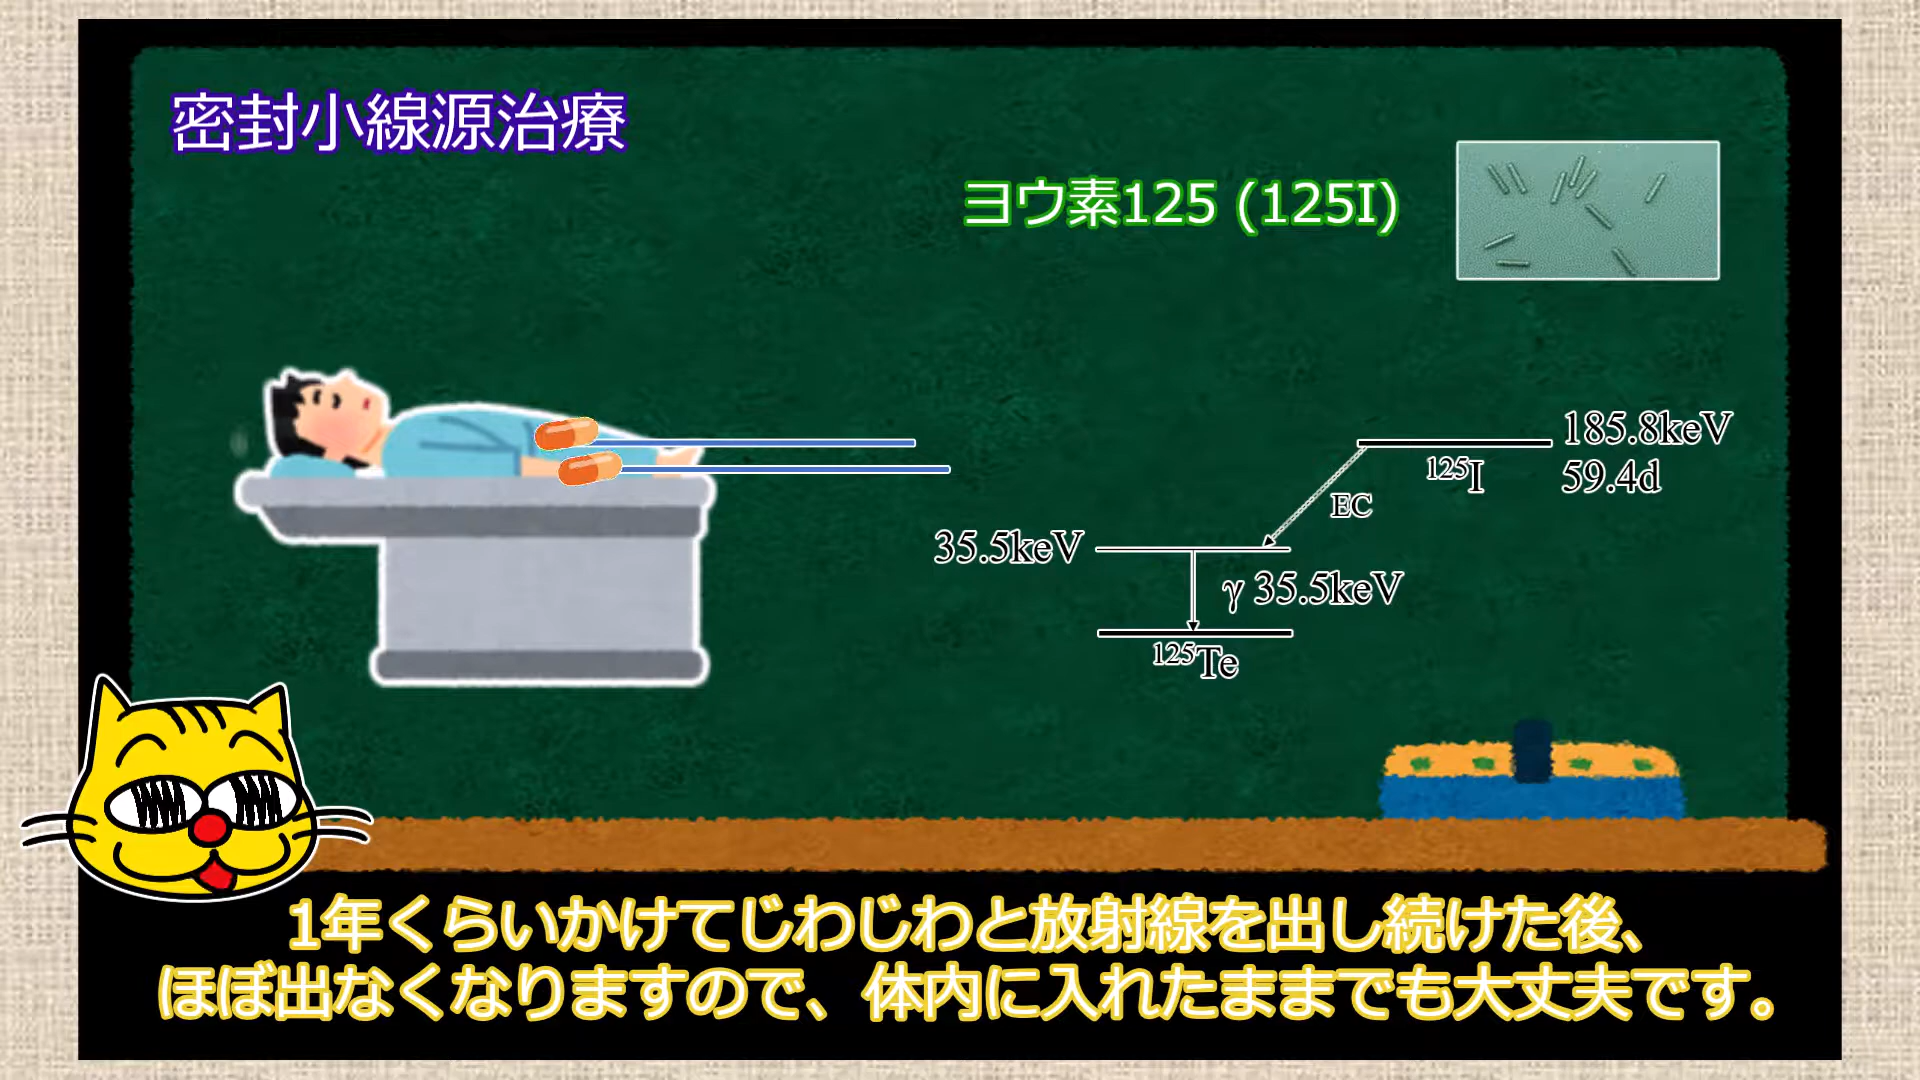 密封小線源治療
ヨウ素125 (125I)
185.8keV
¹²⁵I
59.4d
EC
35.5keV
γ 35.5keV
¹²⁵Te
1年くらいかけてじわじわと放射線を出し続けた後、
ほぼ出なくなりますので、体内に入れたままでも大丈夫です。